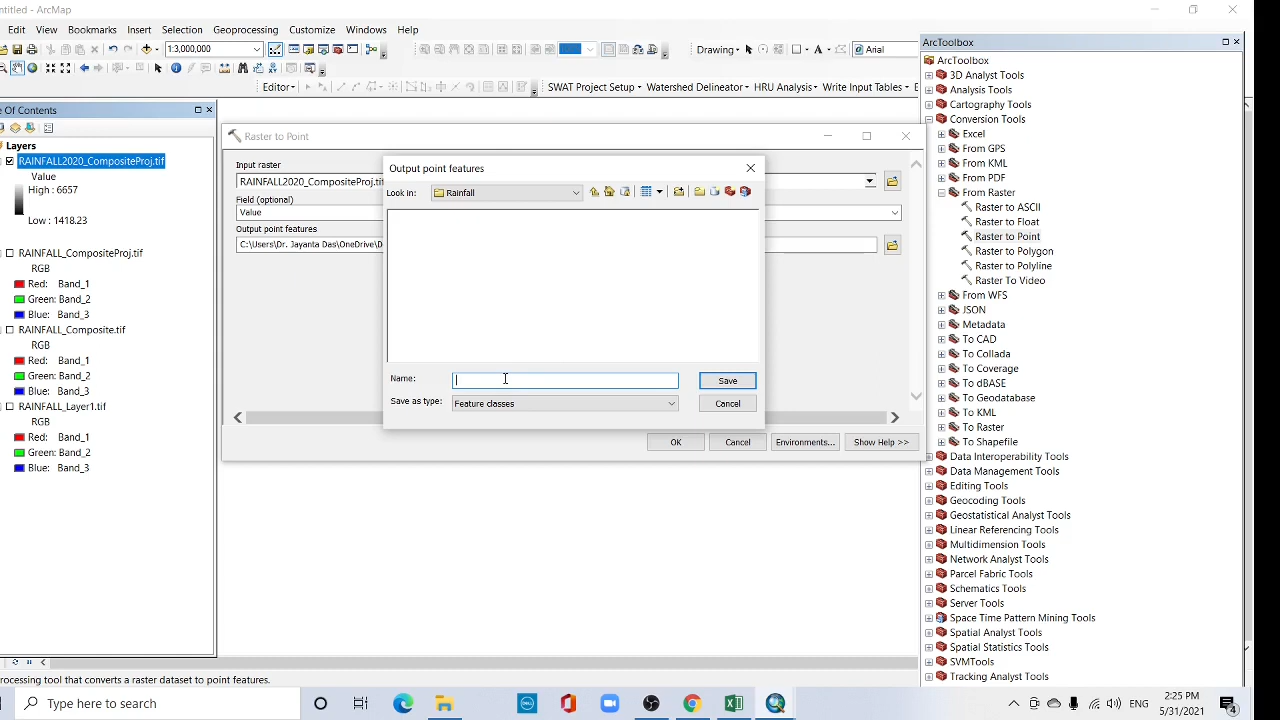 ntitled - ArcMap
Edit View Bookmarks Insert Selection Geoprocessing Customize Windows Help
1:3,000,000 Drawing Arial
Editor SWAT Project Setup Watershed Delineator HRU Analysis Write Input Tables E
e Of Contents
Layers
RAINFALL2020_CompositeProj.tif
Value
High : 6657
Low : 1418.23
RAINFALL_CompositeProj.tif
RGB
Red: Band_1
Green: Band_2
Blue: Band_3
RAINFALL_Composite.tif
RGB
Red: Band_1
Green: Band_2
Blue: Band_3
RAINFALL_Layer1.tif
RGB
Red: Band_1
Green: Band_2
Blue: Band_3
Raster to Point
Input raster
RAINFALL2020_CompositeProj.tif
Field (optional)
Value
Output point features
C:\Users\Dr. Jayanta Das\OneDrive\D
OK Cancel Environments... Show Help >>
Output point features
Look in: Rainfall
Name: Save
Save as type: Feature classes Cancel
ArcToolbox
ArcToolbox
3D Analyst Tools
Analysis Tools
Cartography Tools
Conversion Tools
Excel
From GPS
From KML
From PDF
From Raster
Raster to ASCII
Raster to Float
Raster to Point
Raster to Polygon
Raster to Polyline
Raster To Video
From WFS
JSON
Metadata
To CAD
To Collada
To Coverage
To dBASE
To Geodatabase
To KML
To Raster
To Shapefile
Data Interoperability Tools
Data Management Tools
Editing Tools
Geocoding Tools
Geostatistical Analyst Tools
Linear Referencing Tools
Multidimension Tools
Network Analyst Tools
Parcel Fabric Tools
Schematics Tools
Server Tools
Space Time Pattern Mining Tools
Spatial Analyst Tools
Spatial Statistics Tools
SVMTools
Tracking Analyst Tools
rocessing tool that converts a raster dataset to point features.
Type here to search
DELL
ENG
2:25 PM
5/31/2021
4